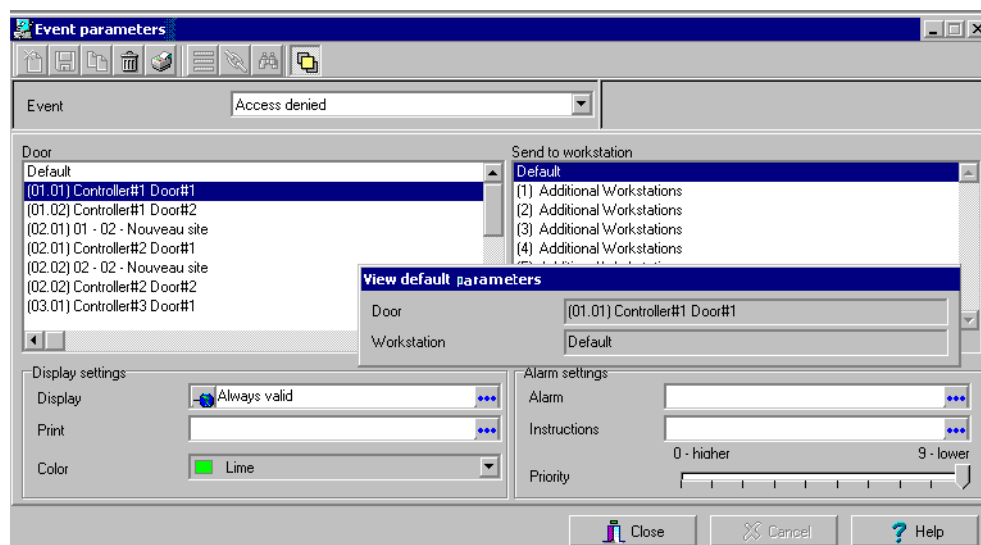 Event parameters
Event
Access denied
Door
Default
(01.01) Controller#1 Door#1
(01.02) Controller#1 Door#2
(02.01) 01 - 02 - Nouveau site
(02.01) Controller#2 Door#1
(02.02) 02 - 02 - Nouveau site
(02.02) Controller#2 Door#2
(03.01) Controller#3 Door#1
Send to workstation
Default
(1) Additional Workstations
(2) Additional Workstations
(3) Additional Workstations
(4) Additional Workstations
View default parameters
Door
(01.01) Controller#1 Door#1
Workstation
Default
Display settings
Display
Always valid
Print
Color
Lime
Alarm settings
Alarm
Instructions
0 - higher
9 - lower
Priority
Close
Cancel
Help